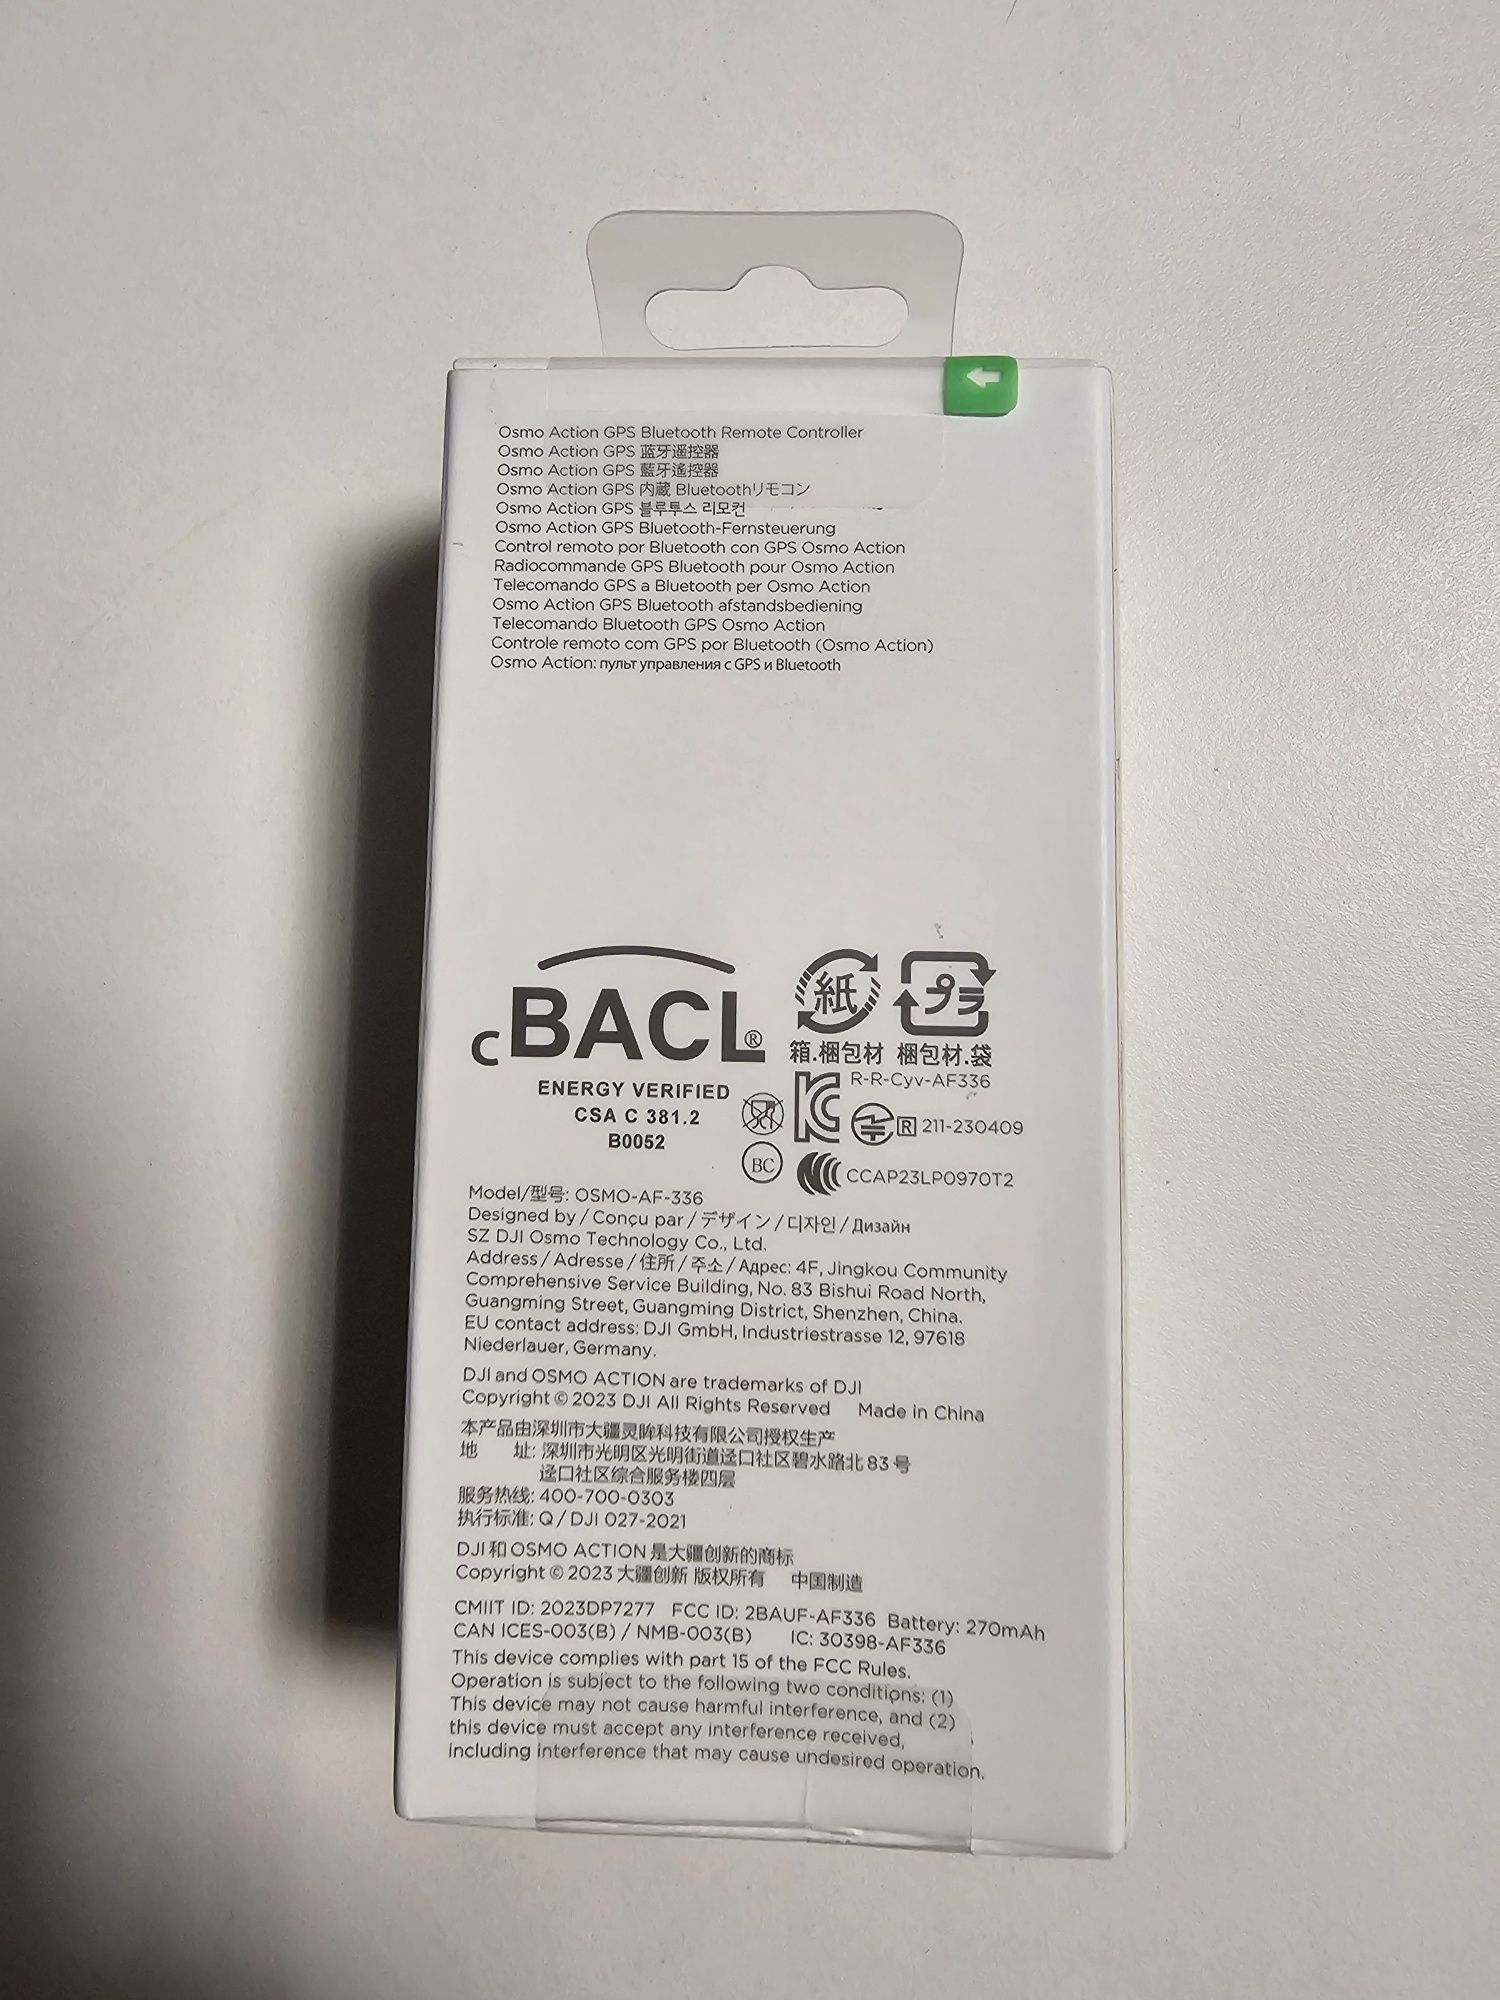 Osmo Action GPS Bluetooth Remote Controller
Osmo Action GPS 蓝牙遥控器
Osmo Action GPS 藍牙遙控器
Osmo Action GPS 内蔵 Bluetoothリモコン
Osmo Action GPS 블루투스 리모컨
Osmo Action GPS Bluetooth-Fernsteuerung
Control remoto por Bluetooth con GPS Osmo Action
Radiocommande GPS Bluetooth pour Osmo Action
Telecomando GPS a Bluetooth per Osmo Action
Osmo Action GPS Bluetooth afstandsbediening
Telecomando Bluetooth GPS Osmo Action
Controle remoto com GPS por Bluetooth (Osmo Action)
Osmo Action: пульт управления с GPS и Bluetooth
c BACL®
ENERGY VERIFIED
CSA C 381.2
B0052
紙
プラ
箱.梱包材 梱包材.袋
R-R-Cyv-AF336
R 211-230409
BC
CCAP23LP0970T2
Model/型号: OSMO-AF-336
Designed by / Conçu par / デザイン / 디자인 / Дизайн
SZ DJI Osmo Technology Co., Ltd.
Address / Adresse / 住所 / 주소 / Адрес: 4F, Jingkou Community
Comprehensive Service Building, No. 83 Bishui Road North,
Guangming Street, Guangming District, Shenzhen, China.
EU contact address: DJI GmbH, Industriestrasse 12, 97618
Niederlauer, Germany.
DJI and OSMO ACTION are trademarks of DJI
Copyright © 2023 DJI All Rights Reserved Made in China
本产品由深圳市大疆灵眸科技有限公司授权生产
地 址: 深圳市光明区光明街道迳口社区碧水路北 83 号
迳口社区综合服务楼四层
服务热线: 400-700-0303
执行标准: Q / DJI 027-2021
DJI 和 OSMO ACTION 是大疆创新的商标
Copyright © 2023 大疆创新 版权所有 中国制造
CMIIT ID: 2023DP7277 FCC ID: 2BAUF-AF336 Battery: 270mAh
CAN ICES-003(B) / NMB-003(B) IC: 30398-AF336
This device complies with part 15 of the FCC Rules.
Operation is subject to the following two conditions: (1)
This device may not cause harmful interference, and (2)
this device must accept any interference received,
including interference that may cause undesired operation.